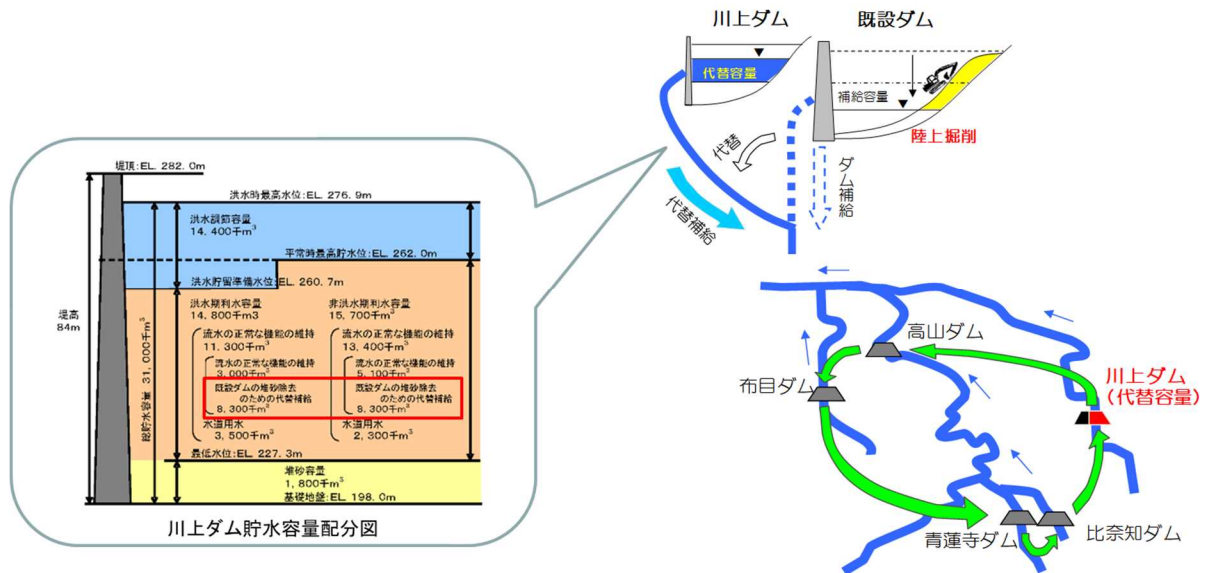 川上ダム
既設ダム
代替容量
補給容量
陸上掘削
代替
ダム補給
代替補給
堤頂:EL. 282.0m
洪水時最高水位:EL. 276.9m
洪水調節容量
14, 400千m³
平常時最高貯水位:EL. 262.0m
洪水貯留準備水位:EL. 260.7m
堤高
84m
総貯水容量 31, 000千m³
洪水期利水容量
14, 800千m3
非洪水期利水容量
15, 700千m³
流水の正常な機能の維持
11, 300千m³
流水の正常な機能の維持
13, 400千m³
流水の正常な機能の維持
3, 000千m³
流水の正常な機能の維持
5, 100千m³
既設ダムの堆砂除去
のための代替補給
8, 300千m³
既設ダムの堆砂除去
のための代替補給
8, 300千m³
水道用水
3, 500千m³
水道用水
2, 300千m³
最低水位:EL. 227.3m
堆砂容量
1, 800千m³
基礎地盤:EL. 198.0m
川上ダム貯水容量配分図
高山ダム
布目ダム
川上ダム
(代替容量)
青蓮寺ダム
比奈知ダム